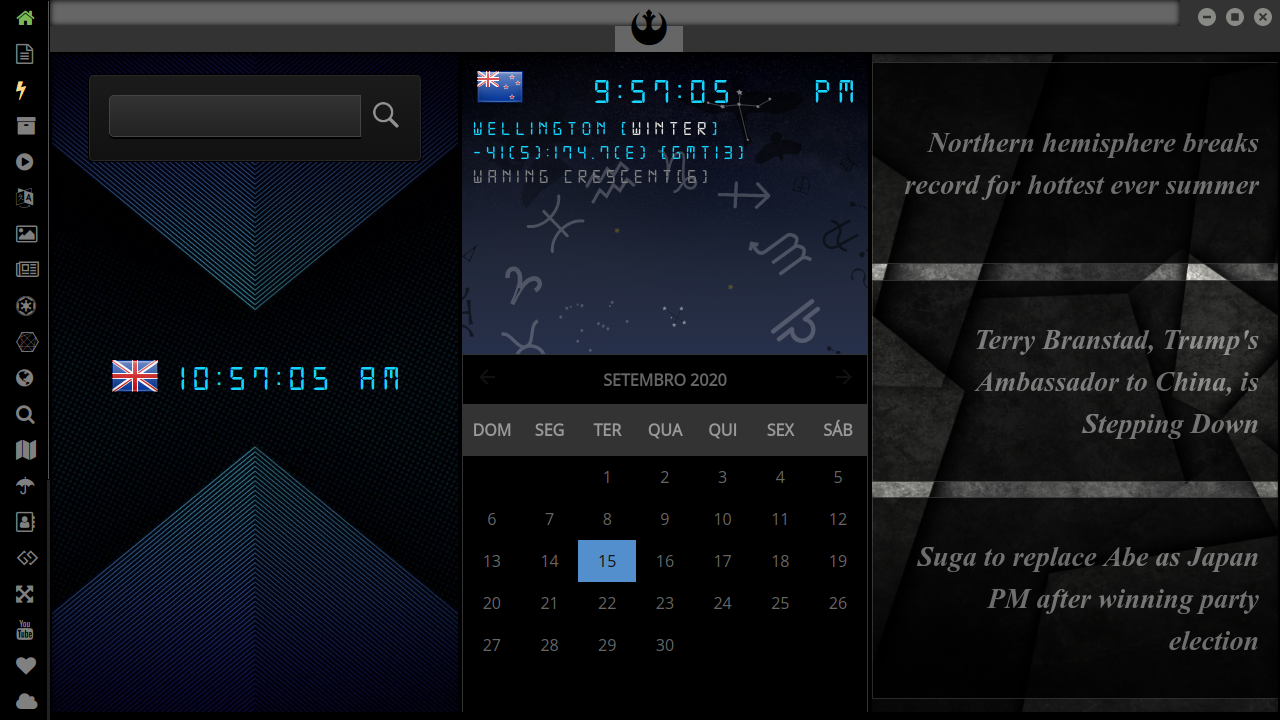 9:57:05 PM
WELLINGTON [WINTER]
-41(S):174.7(E) [GMT13]
WANING CRESCENT[6]
10:57:05 AM
SETEMBRO 2020
DOM SEG TER QUA QUI SEX SÁB
1 2 3 4 5
6 7 8 9 10 11 12
13 14 15 16 17 18 19
20 21 22 23 24 25 26
27 28 29 30
Northern hemisphere breaks
record for hottest ever summer
Terry Branstad, Trump's
Ambassador to China, is
Stepping Down
Suga to replace Abe as Japan
PM after winning party
election
You
Tube